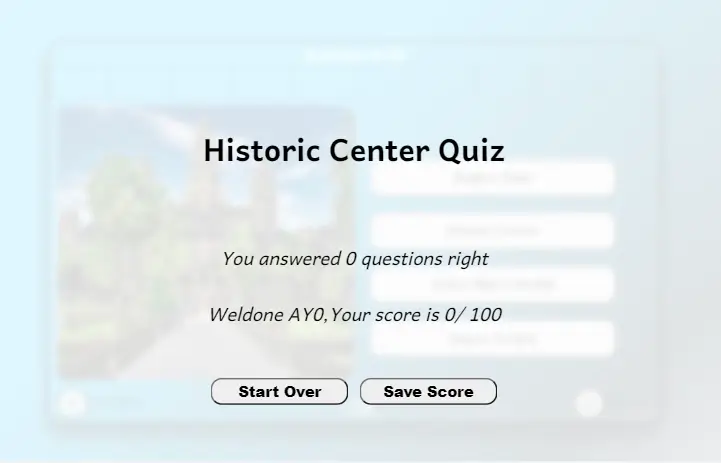 Historic Center Quiz
You answered 0 questions right
Weldone AY0,Your score is 0/ 100
Start Over
Save Score